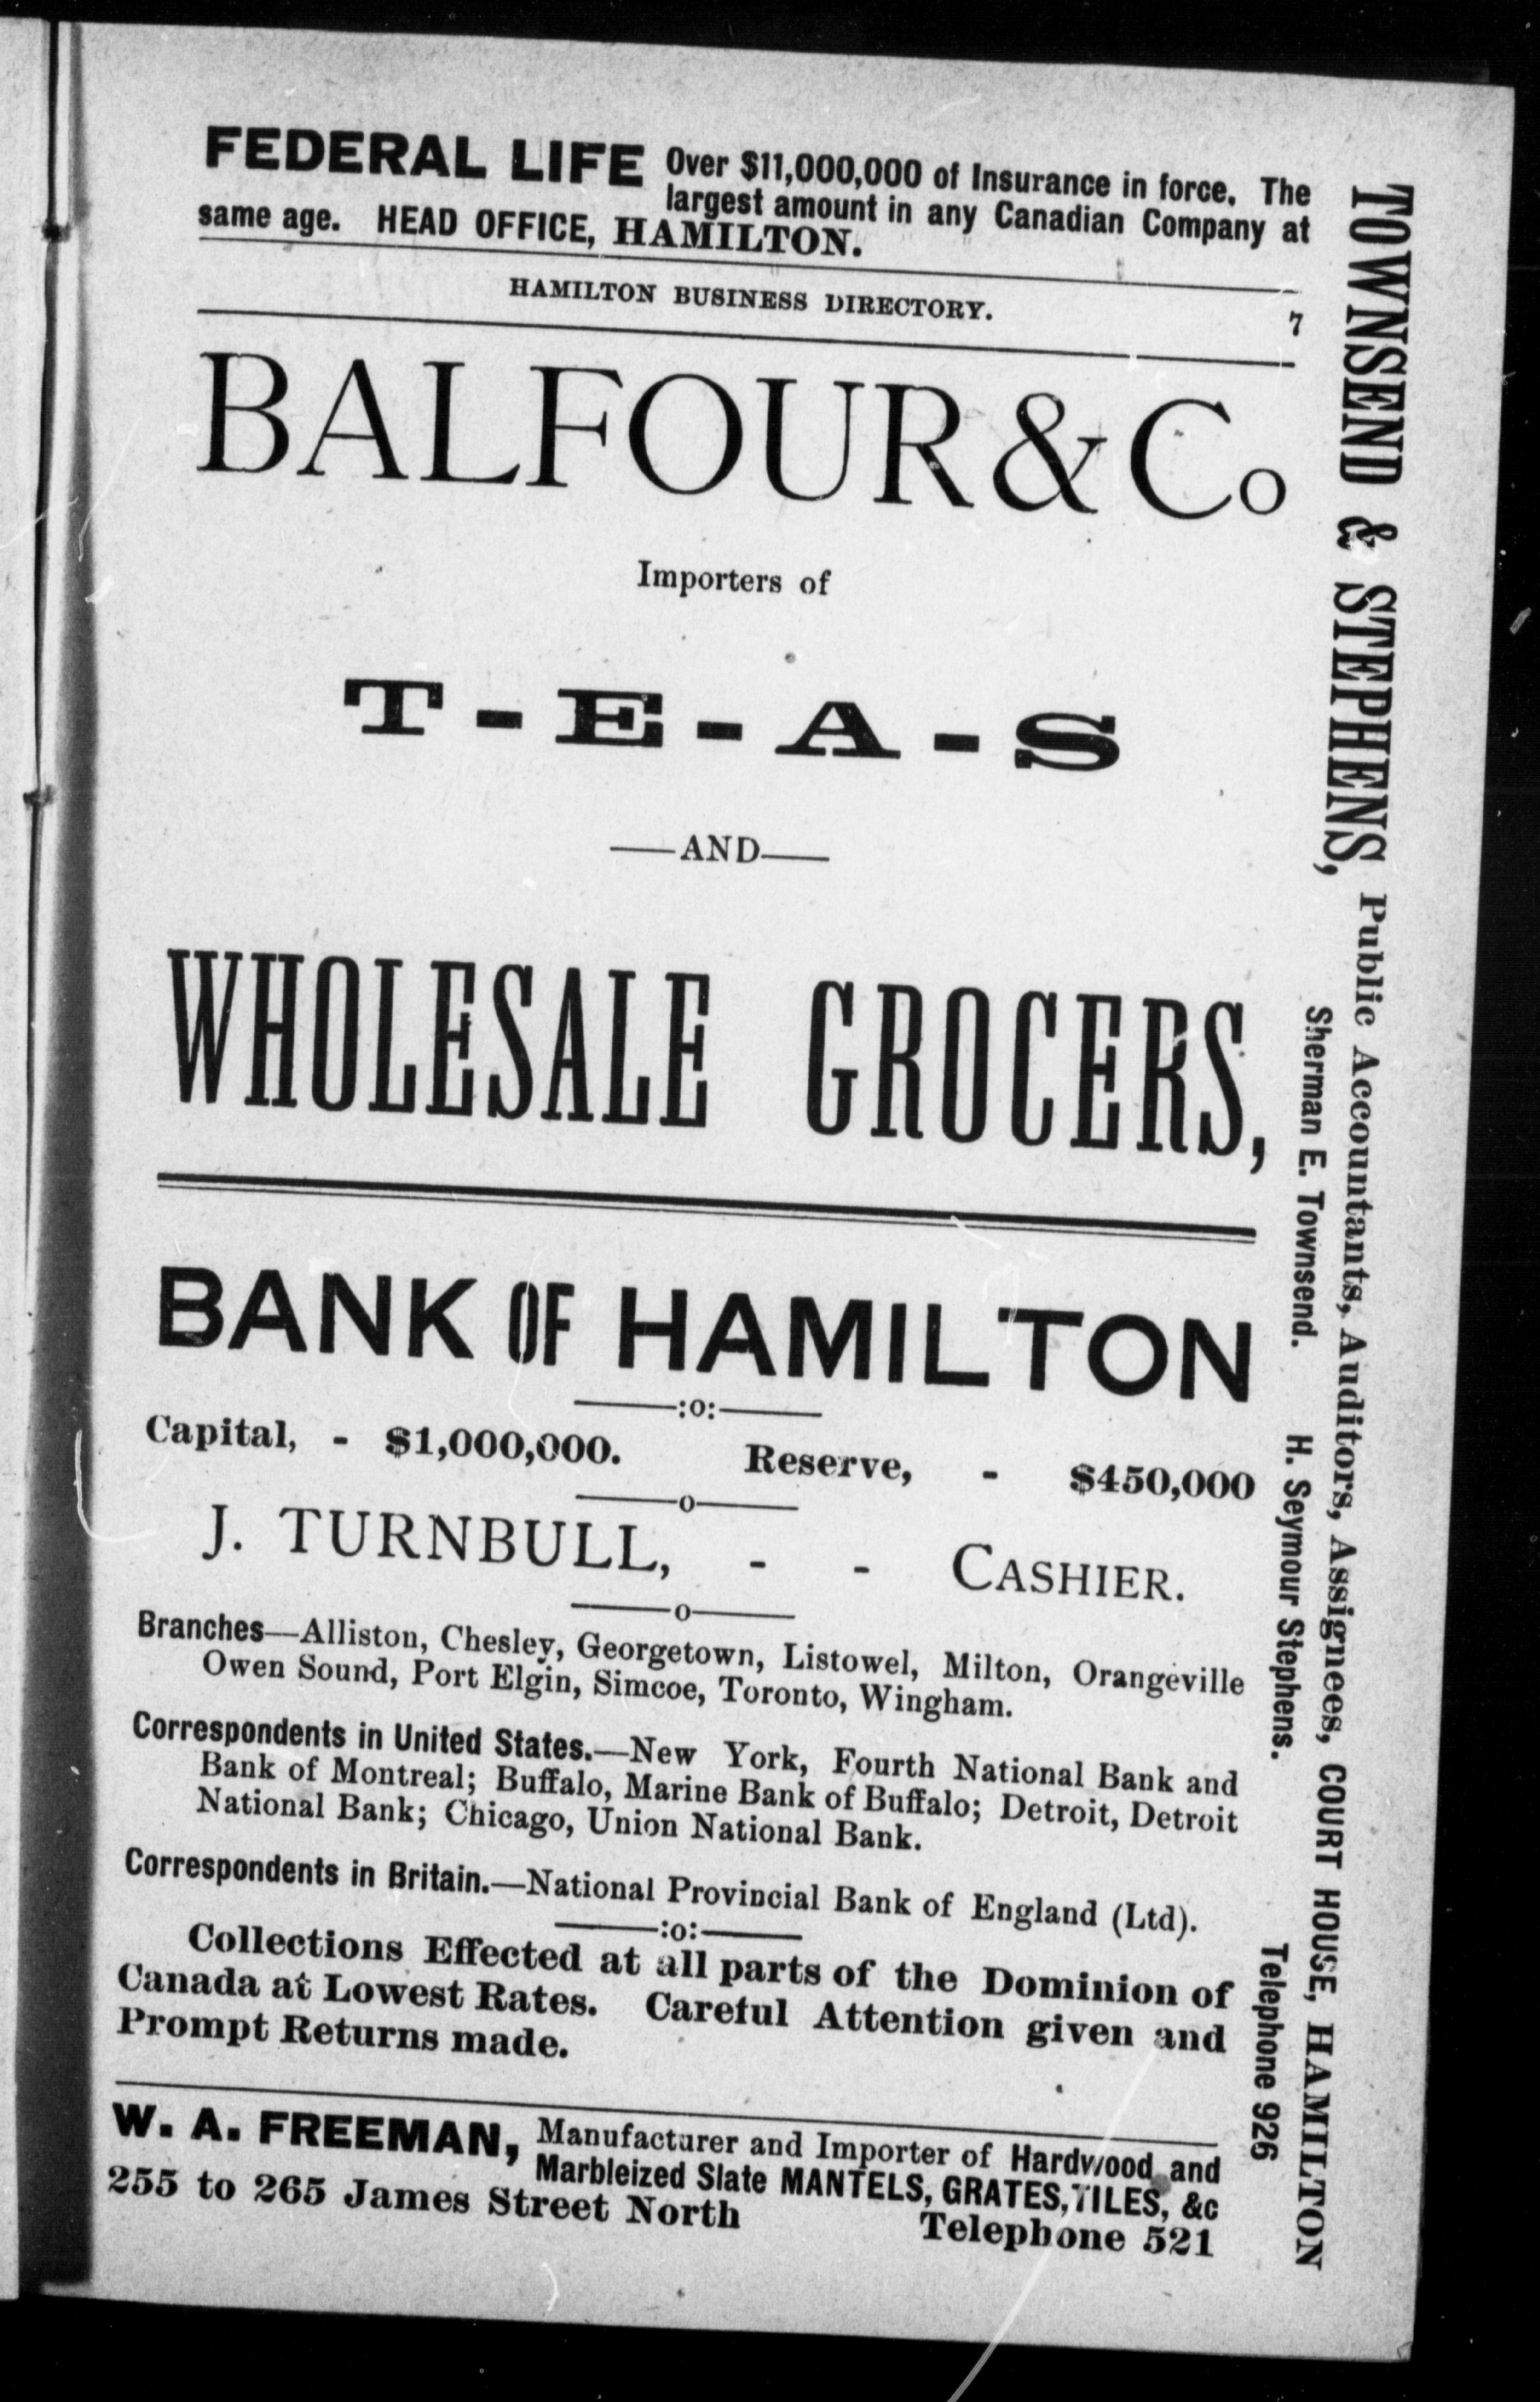 FEDERAL LIFE Over $11,000,000 of Insurance in force. The
largest amount in any Canadian Company at
same age. HEAD OFFICE, HAMILTON.
HAMILTON BUSINESS DIRECTORY. 7
BALFOUR & Co
Importers of
T-E-A-S
—AND—
WHOLESALE GROCERS,
BANK OF HAMILTON
——:o:——
Capital, - $1,000,000. Reserve, - $450,000
——o——
J. TURNBULL, - - CASHIER.
——o——
Branches—Alliston, Chesley, Georgetown, Listowel, Milton, Orangeville
Owen Sound, Port Elgin, Simcoe, Toronto, Wingham.
Correspondents in United States.—New York, Fourth National Bank and
Bank of Montreal; Buffalo, Marine Bank of Buffalo; Detroit, Detroit
National Bank; Chicago, Union National Bank.
Correspondents in Britain.—National Provincial Bank of England (Ltd).
——:o:——
Collections Effected at all parts of the Dominion of
Canada at Lowest Rates. Careful Attention given and
Prompt Returns made.
W. A. FREEMAN, Manufacturer and Importer of Hardwood and
Marbleized Slate MANTELS, GRATES, TILES, &c
255 to 265 James Street North Telephone 521
TOWNSEND & STEPHENS, Public Accountants, Auditors, Assignees, COURT HOUSE, HAMILTON
Sherman E. Townsend. H. Seymour Stephens. Telephone 926